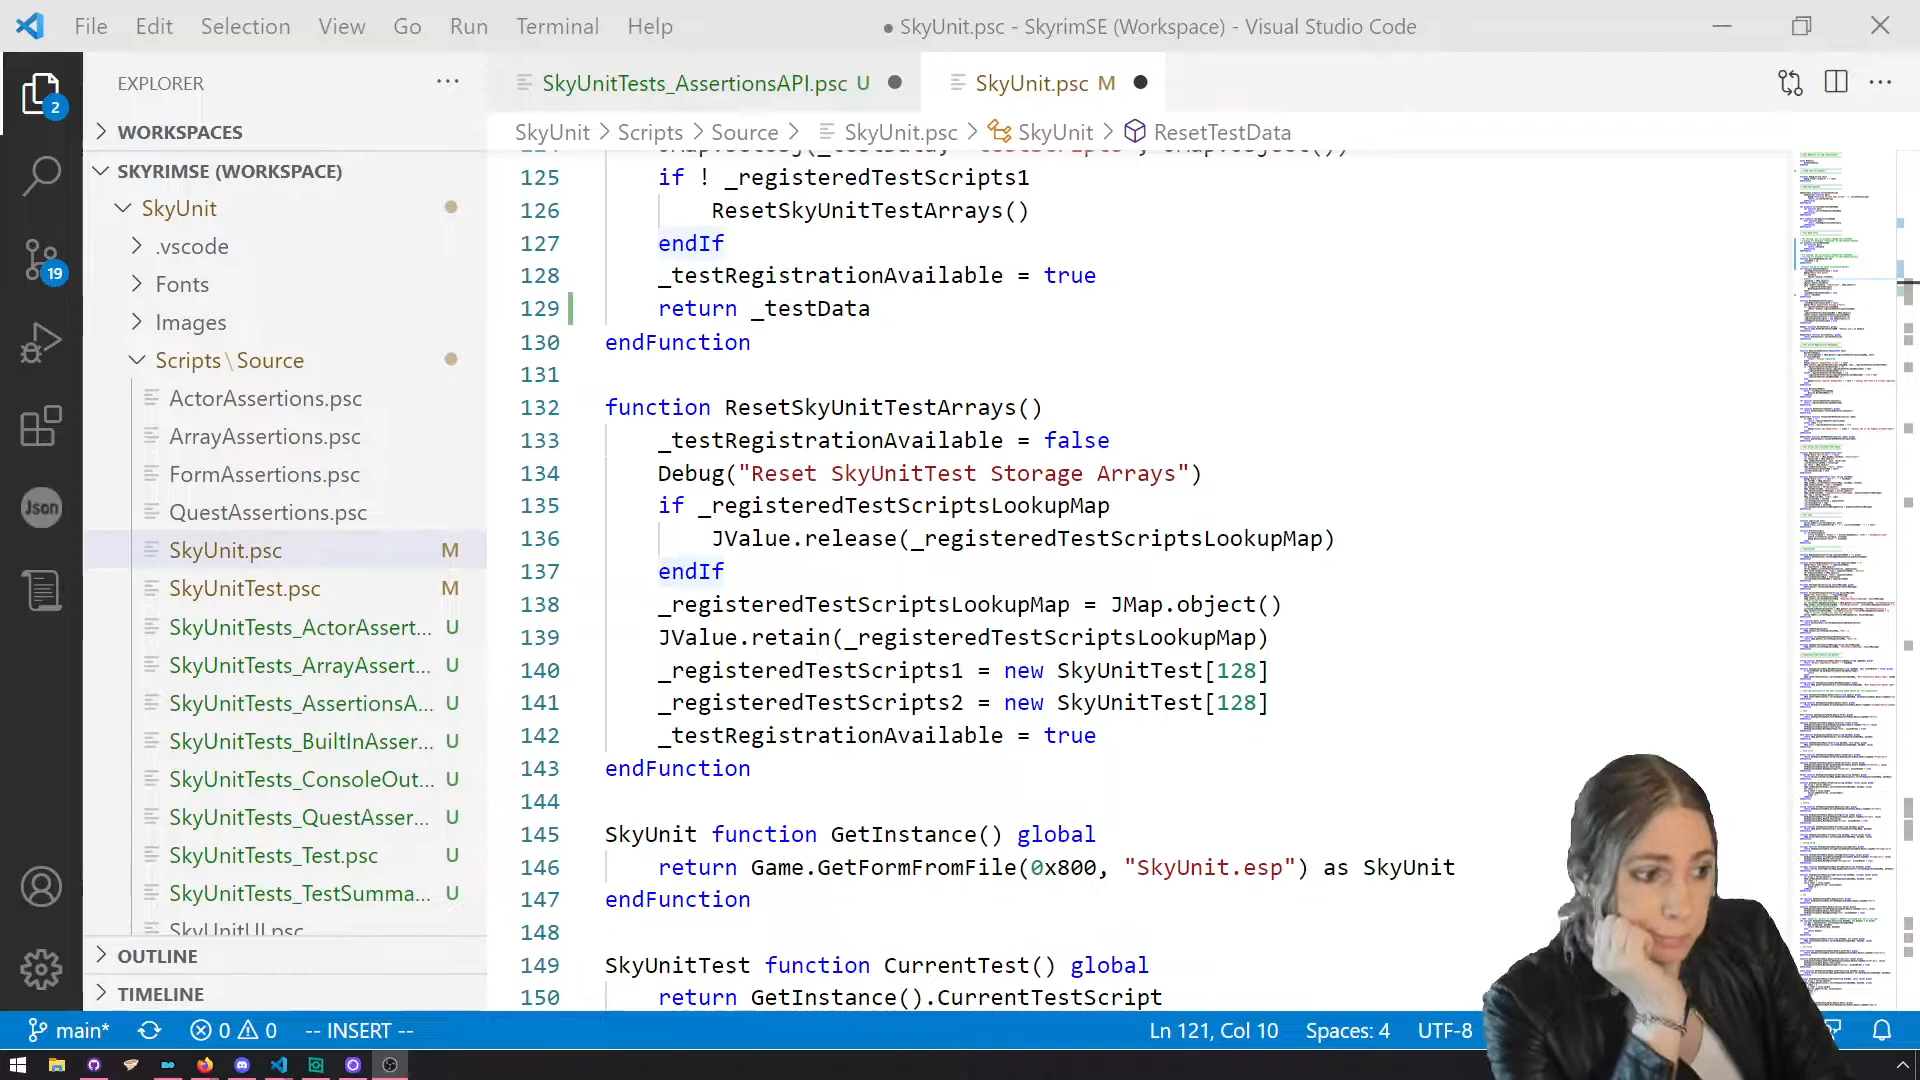 File Edit Selection View Go Run Terminal Help
● SkyUnit.psc - SkyrimSE (Workspace) - Visual Studio Code
EXPLORER
SkyUnitTests_AssertionsAPI.psc U
SkyUnit.psc M
WORKSPACES
SkyUnit > Scripts > Source > SkyUnit.psc > SkyUnit > ResetTestData
SKYRIMSE (WORKSPACE)
SkyUnit
.vscode
Fonts
Images
Scripts\Source
ActorAssertions.psc
ArrayAssertions.psc
FormAssertions.psc
QuestAssertions.psc
SkyUnit.psc M
SkyUnitTest.psc M
SkyUnitTests_ActorAssert... U
SkyUnitTests_ArrayAssert... U
SkyUnitTests_AssertionsA... U
SkyUnitTests_BuiltInAsser... U
SkyUnitTests_ConsoleOut... U
SkyUnitTests_QuestAsser... U
SkyUnitTests_Test.psc U
SkyUnitTests_TestSumma... U
SkyUnitUI.psc
OUTLINE
TIMELINE
2
19
Json
125 if ! _registeredTestScripts1
126 ResetSkyUnitTestArrays()
127 endIf
128 _testRegistrationAvailable = true
129 return _testData
130 endFunction
131
132 function ResetSkyUnitTestArrays()
133 _testRegistrationAvailable = false
134 Debug("Reset SkyUnitTest Storage Arrays")
135 if _registeredTestScriptsLookupMap
136 JValue.release(_registeredTestScriptsLookupMap)
137 endIf
138 _registeredTestScriptsLookupMap = JMap.object()
139 JValue.retain(_registeredTestScriptsLookupMap)
140 _registeredTestScripts1 = new SkyUnitTest[128]
141 _registeredTestScripts2 = new SkyUnitTest[128]
142 _testRegistrationAvailable = true
143 endFunction
144
145 SkyUnit function GetInstance() global
146 return Game.GetFormFromFile(0x800, "SkyUnit.esp") as SkyUnit
147 endFunction
148
149 SkyUnitTest function CurrentTest() global
150 return GetInstance().CurrentTestScript
main* 0 0 -- INSERT -- Ln 121, Col 10 Spaces: 4 UTF-8